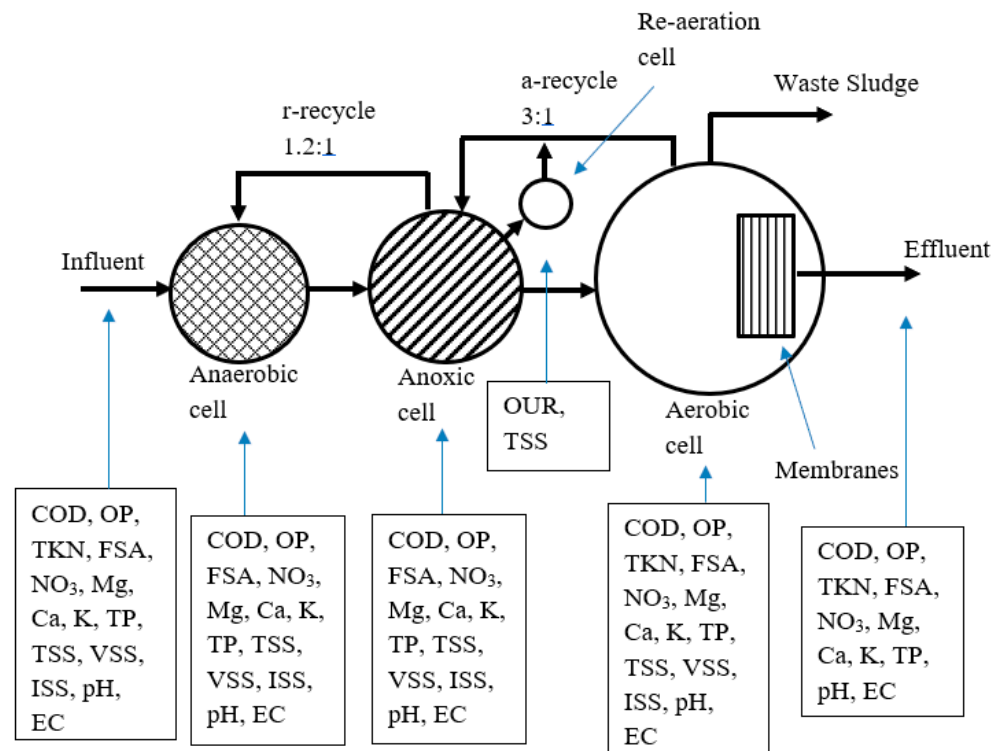 Re-aeration
cell
Waste Sludge
a-recycle
3:1
r-recycle
1.2:1
Influent
Effluent
Anaerobic
cell
Anoxic
cell
Aerobic
cell
Membranes
OUR,
TSS
COD, OP,
TKN, FSA,
NO₃, Mg,
Ca, K, TP,
TSS, VSS,
ISS, pH,
EC
COD, OP,
FSA, NO₃,
Mg, Ca, K,
TP, TSS,
VSS, ISS,
pH, EC
COD, OP,
FSA, NO₃,
Mg, Ca, K,
TP, TSS,
VSS, ISS,
pH, EC
COD, OP,
TKN, FSA,
NO₃, Mg,
Ca, K, TP,
TSS, VSS,
ISS, pH,
EC
COD, OP,
TKN, FSA,
NO₃, Mg,
Ca, K, TP,
pH, EC